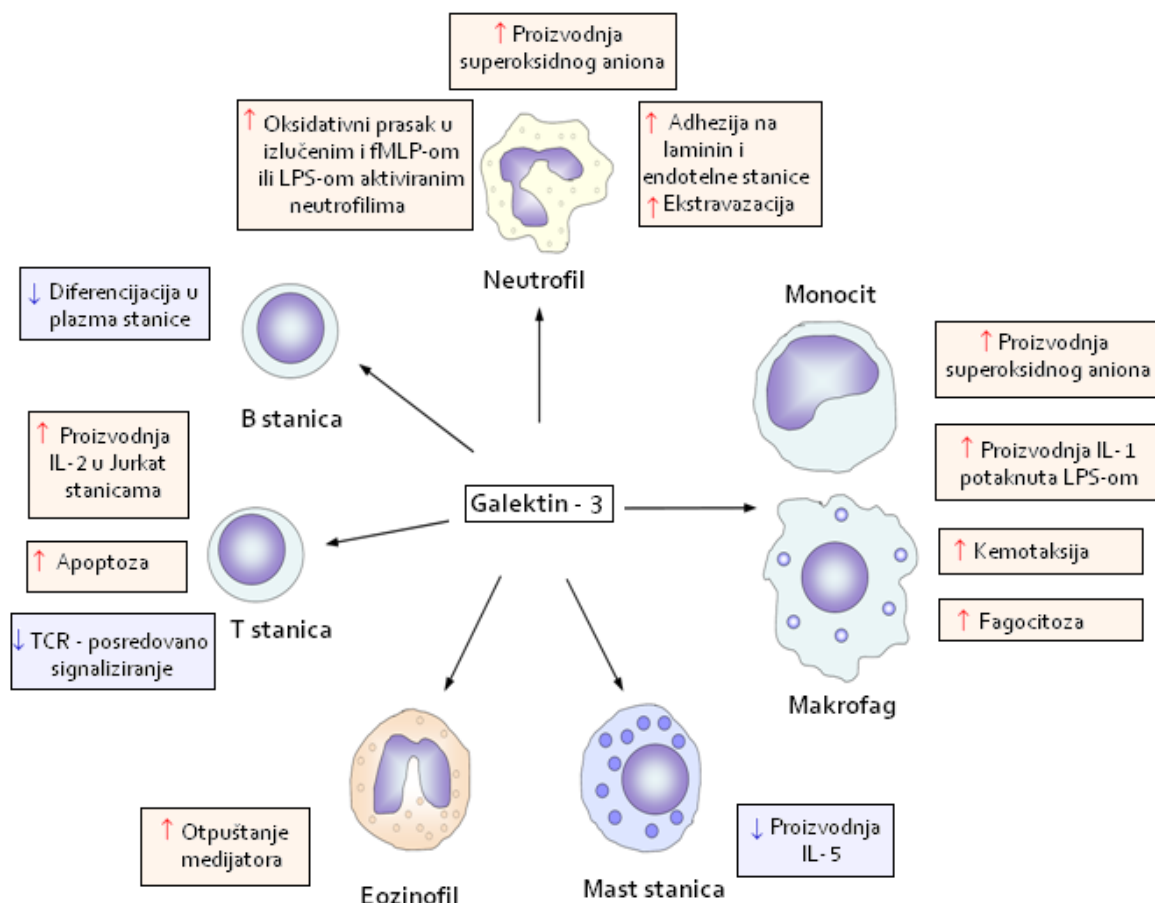 ↑ Proizvodnja
superoksidnog aniona
↑ Oksidativni prasak u
izlučenim i fMLP-om
ili LPS-om aktiviranim
neutrofilima
↑ Adhezija na
laminin i
endotelne stanice
↑ Ekstravazacija
Neutrofil
↓ Diferencijacija u
plazma stanice
B stanica
Monocit
↑ Proizvodnja
superoksidnog aniona
↑ Proizvodnja IL-1
potaknuta LPS-om
↑ Proizvodnja
IL-2 u Jurkat
stanicama
Galektin - 3
↑ Apoptoza
↑ Kemotaksija
↑ Fagocitoza
T stanica
↓ TCR - posredovano
signaliziranje
Makrofag
↑ Otpuštanje
medijatora
Eozinofil
Mast stanica
↓ Proizvodnja
IL-5